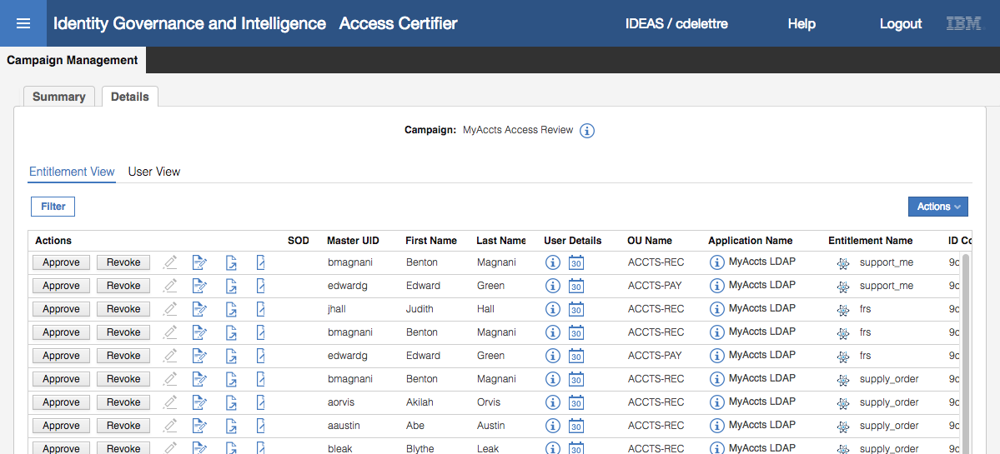 Identity Governance and Intelligence Access Certifier IDEAS / cdelettre Help Logout IBM
Campaign Management
Summary Details
Campaign: MyAccts Access Review
Entitlement View User View
Filter Actions
Actions SOD Master UID First Name Last Name User Details OU Name Application Name Entitlement Name ID Co
Approve Revoke bmagnani Benton Magnani 30 ACCTS-REC MyAccts LDAP support_me 9c
Approve Revoke edwardg Edward Green 30 ACCTS-PAY MyAccts LDAP support_me 9c
Approve Revoke jhall Judith Hall 30 ACCTS-REC MyAccts LDAP frs 9c
Approve Revoke bmagnani Benton Magnani 30 ACCTS-REC MyAccts LDAP frs 9c
Approve Revoke edwardg Edward Green 30 ACCTS-PAY MyAccts LDAP frs 9c
Approve Revoke bmagnani Benton Magnani 30 ACCTS-REC MyAccts LDAP supply_order 9c
Approve Revoke aorvis Akilah Orvis 30 ACCTS-REC MyAccts LDAP supply_order 9c
Approve Revoke aaustin Abe Austin 30 ACCTS-REC MyAccts LDAP supply_order 9c
Approve Revoke bleak Blythe Leak 30 ACCTS-REC MyAccts LDAP supply_order 9c